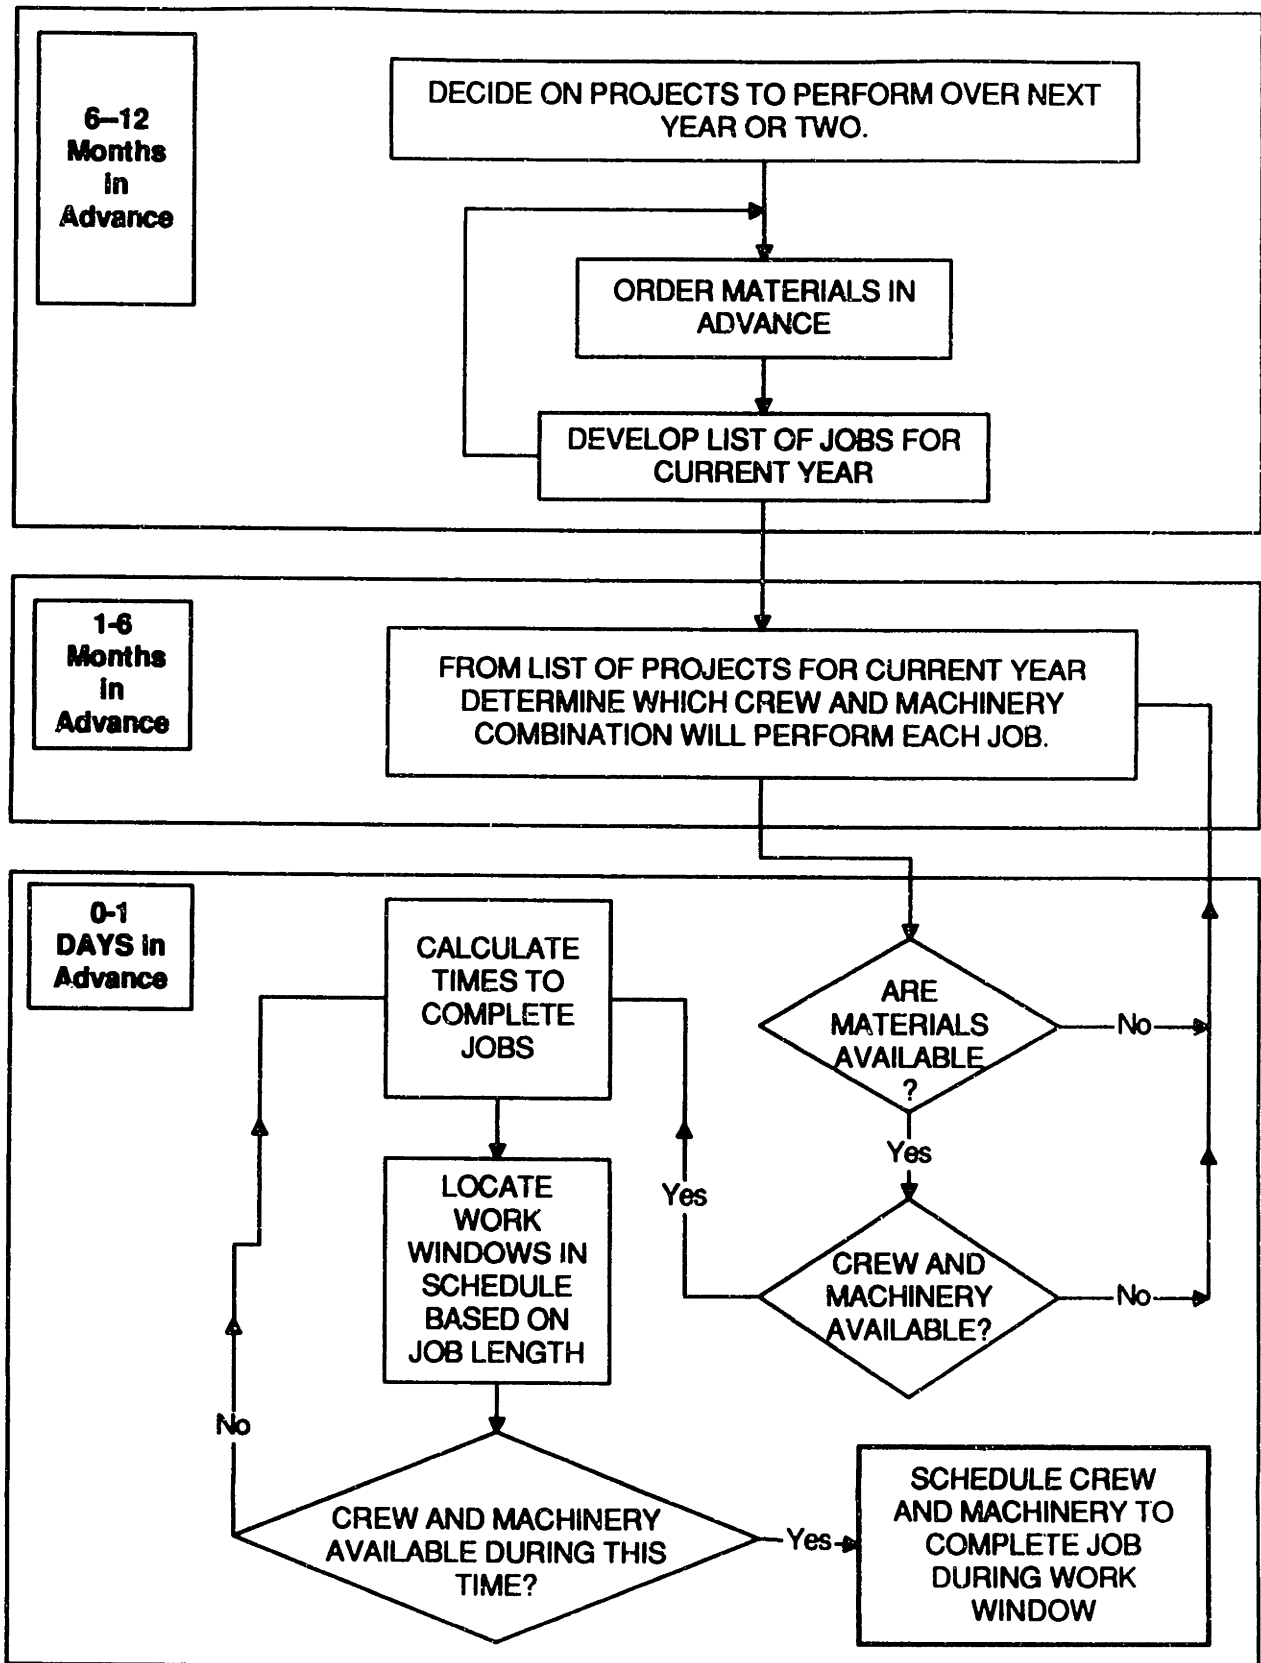 6–12
Months
in
Advance
DECIDE ON PROJECTS TO PERFORM OVER NEXT
YEAR OR TWO.
ORDER MATERIALS IN
ADVANCE
DEVELOP LIST OF JOBS FOR
CURRENT YEAR
1-6
Months
in
Advance
FROM LIST OF PROJECTS FOR CURRENT YEAR
DETERMINE WHICH CREW AND MACHINERY
COMBINATION WILL PERFORM EACH JOB.
0-1
DAYS in
Advance
CALCULATE
TIMES TO
COMPLETE
JOBS
ARE
MATERIALS
AVAILABLE
?
No
Yes
LOCATE
WORK
WINDOWS IN
SCHEDULE
BASED ON
JOB LENGTH
Yes
CREW AND
MACHINERY
AVAILABLE?
No
No
CREW AND MACHINERY
AVAILABLE DURING THIS
TIME?
Yes
SCHEDULE CREW
AND MACHINERY TO
COMPLETE JOB
DURING WORK
WINDOW